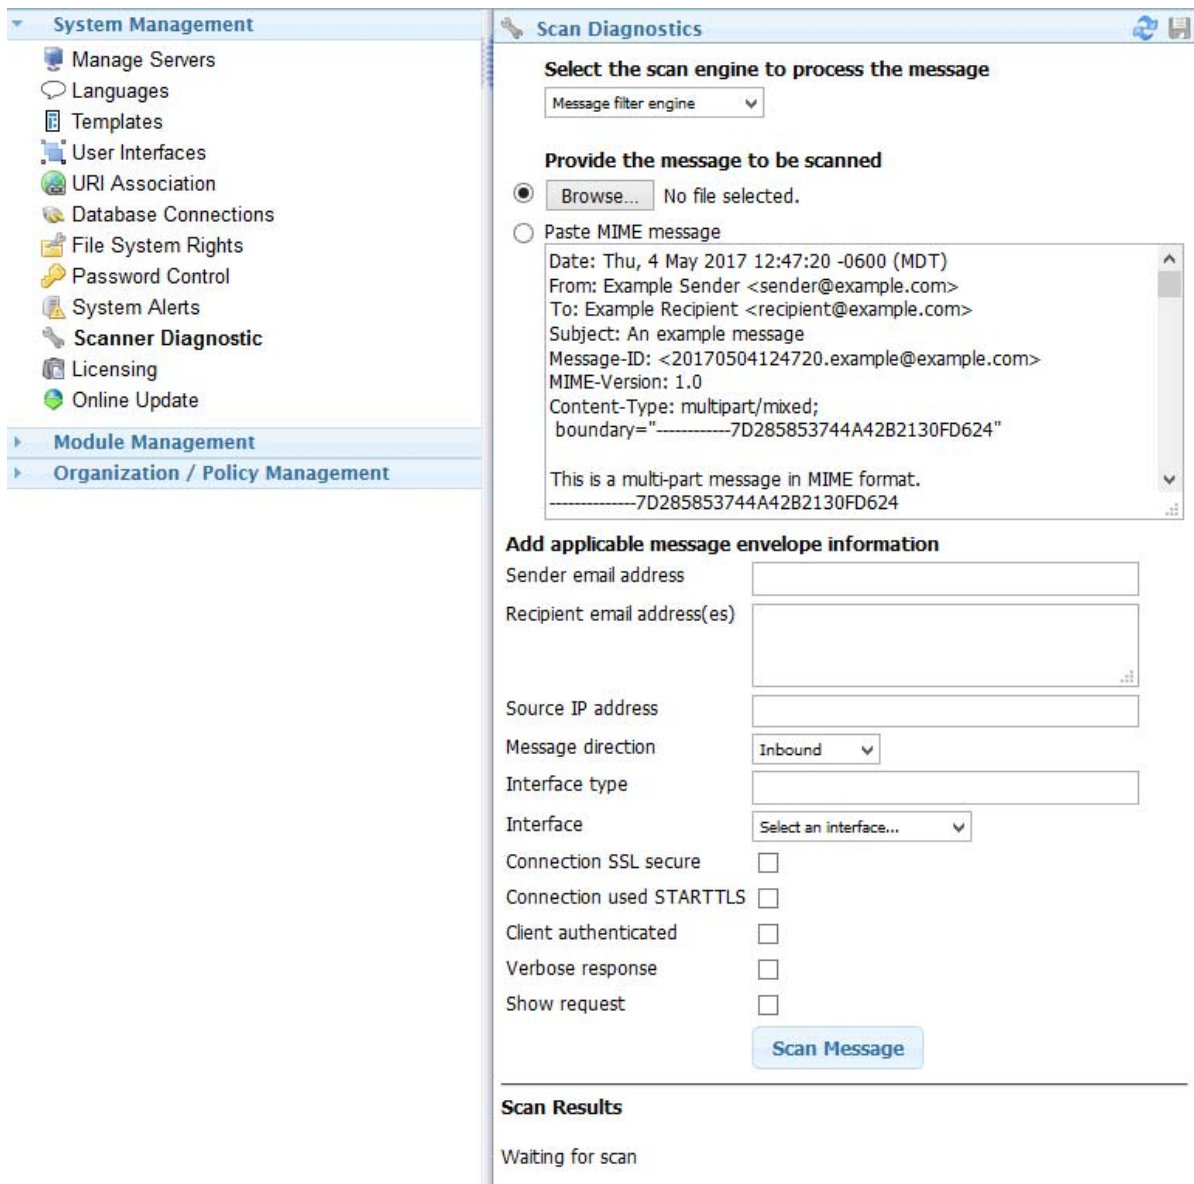 System Management
Manage Servers
Languages
Templates
User Interfaces
URI Association
Database Connections
File System Rights
Password Control
System Alerts
Scanner Diagnostic
Licensing
Online Update
Module Management
Organization / Policy Management
Scan Diagnostics
Select the scan engine to process the message
Message filter engine
Provide the message to be scanned
Browse... No file selected.
Paste MIME message
Date: Thu, 4 May 2017 12:47:20 -0600 (MDT)
From: Example Sender <sender@example.com>
To: Example Recipient <recipient@example.com>
Subject: An example message
Message-ID: <20170504124720.example@example.com>
MIME-Version: 1.0
Content-Type: multipart/mixed;
boundary="------------7D285853744A42B2130FD624"
This is a multi-part message in MIME format.
--------------7D285853744A42B2130FD624
Add applicable message envelope information
Sender email address
Recipient email address(es)
Source IP address
Message direction Inbound
Interface type
Interface Select an interface...
Connection SSL secure
Connection used STARTTLS
Client authenticated
Verbose response
Show request
Scan Message
Scan Results
Waiting for scan